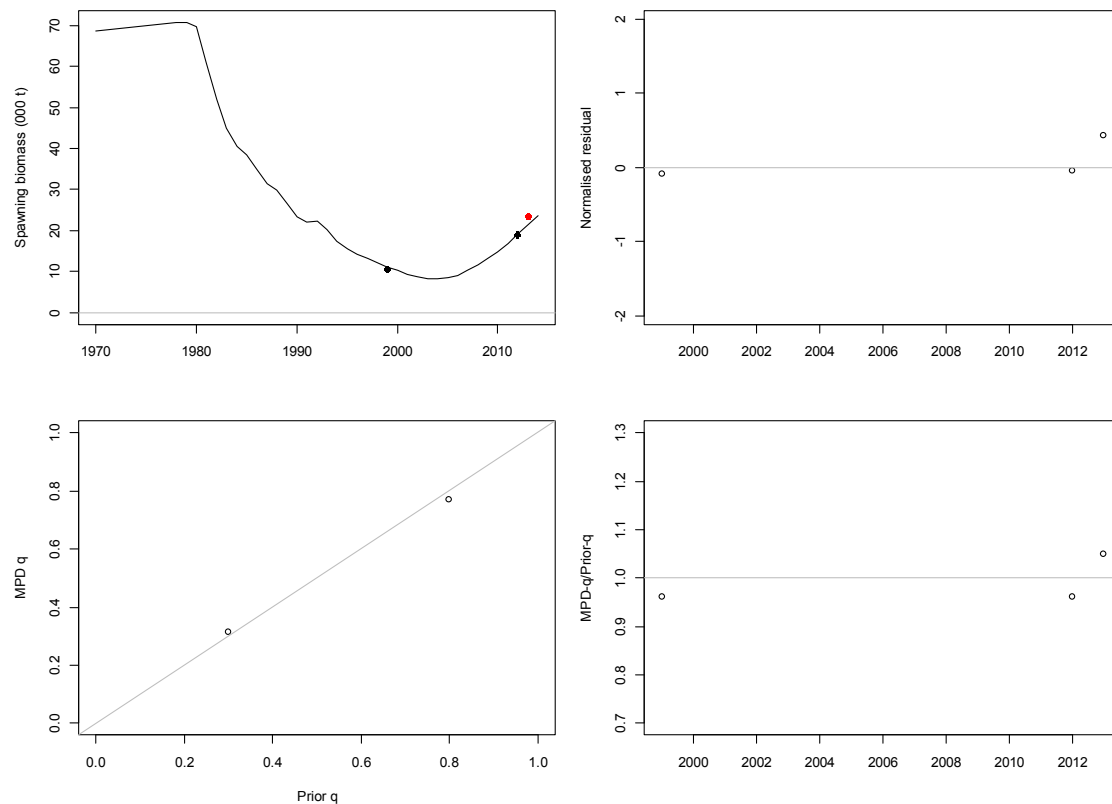 Spawning biomass (000 t)
70
60
50
40
30
20
10
0
1970 1980 1990 2000 2010
Normalised residual
2
1
0
-1
-2
2000 2002 2004 2006 2008 2010 2012
MPD q
1.0
0.8
0.6
0.4
0.2
0.0
0.0 0.2 0.4 0.6 0.8 1.0
Prior q
MPD-q/Prior-q
1.3
1.2
1.1
1.0
0.9
0.8
0.7
2000 2002 2004 2006 2008 2010 2012